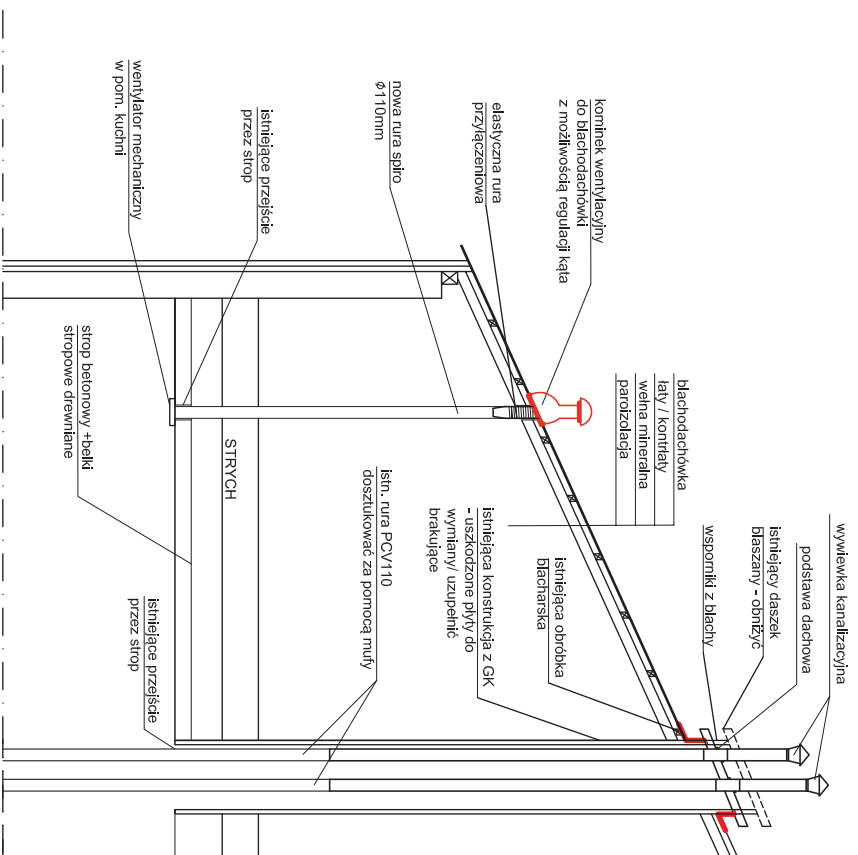 wentylator mechaniczny
w pom. kuchni
istniejące przejście
przez strop
nowa rura spiro
ϕ110mm
elastyczna rura
przyłączeniowa
kominek wentylacyjny
do blachodachówki
z możliwością regulacji kąta
blachodachówka
łaty / kontrłaty
wełna mineralna
paroizolacja
wywiewka kanalizacyjna
podstawa dachowa
istniejący daszek
blaszany - obniżyć
wsporniki z blachy
istniejąca obróbka
blacharska
istniejąca konstrukcja z GK
- uszkodzone płyty do
wymiany/ uzupełnić
brakujące
istn. rura PCV110
dosztukować za pomocą mufy
STRYCH
strop betonowy +belki
stropowe drewniane
istniejące przejście
przez strop